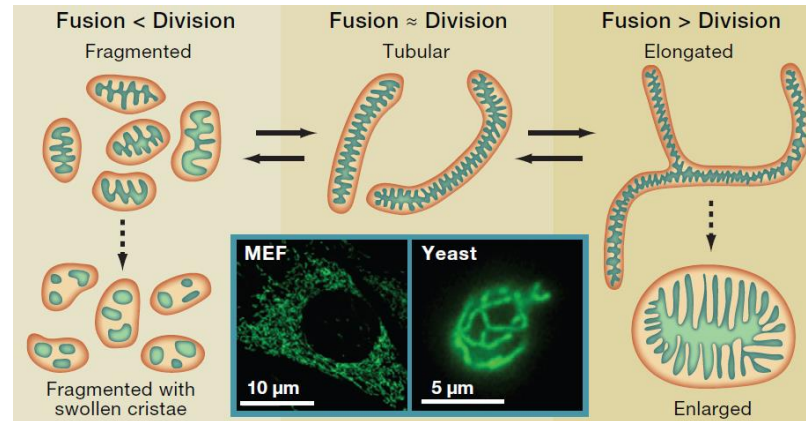 Fusion < Division
Fragmented
Fusion ≈ Division
Tubular
Fusion > Division
Elongated
MEF
10 μm
Yeast
5 μm
Fragmented with
swollen cristae
Enlarged